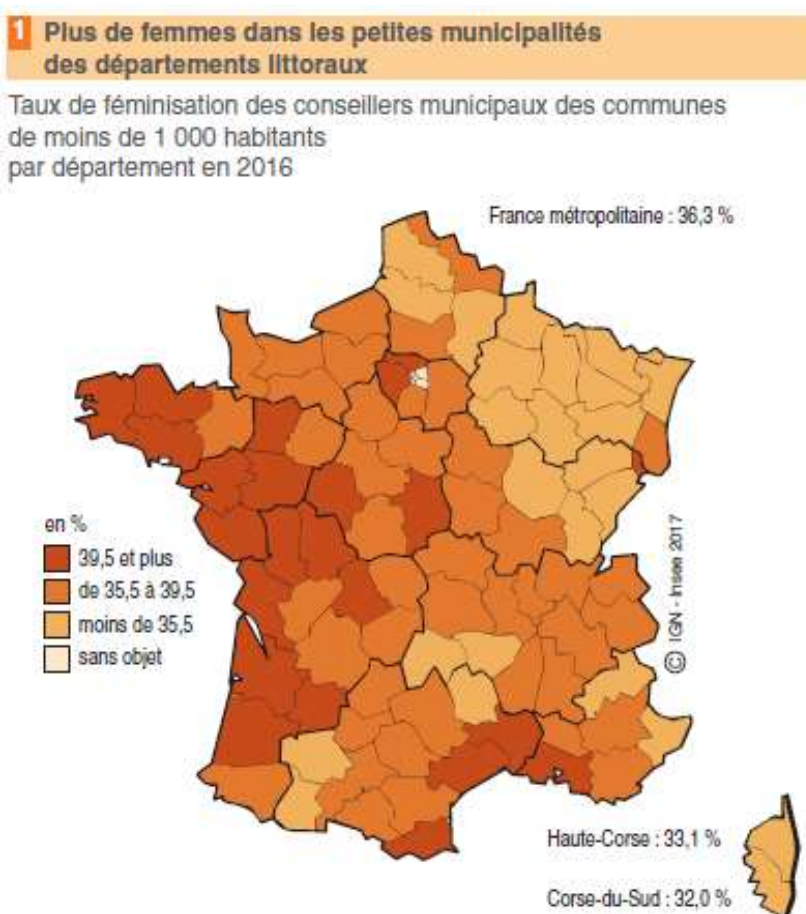 1 Plus de femmes dans les petites municipalités
des départements littoraux
Taux de féminisation des conseillers municipaux des communes
de moins de 1 000 habitants
par département en 2016
France métropolitaine : 36,3 %
en %
39,5 et plus
de 35,5 à 39,5
moins de 35,5
sans objet
© IGN - Insee 2017
Haute-Corse : 33,1 %
Corse-du-Sud : 32,0 %